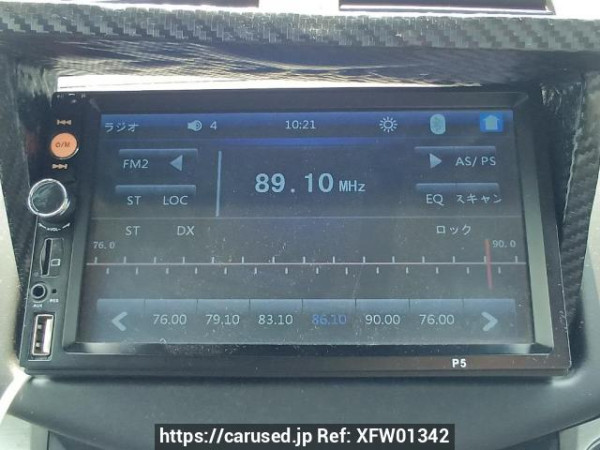 ラジオ 4 10:21
FM2 AS/PS
89.10 MHz
ST LOC EQ スキャン
ST DX ロック
76.0 90.0
76.00 79.10 83.10 86.10 90.00 76.00
⏻/M
VOL
AUX
P5
https://carused.jp Ref: XFW01342